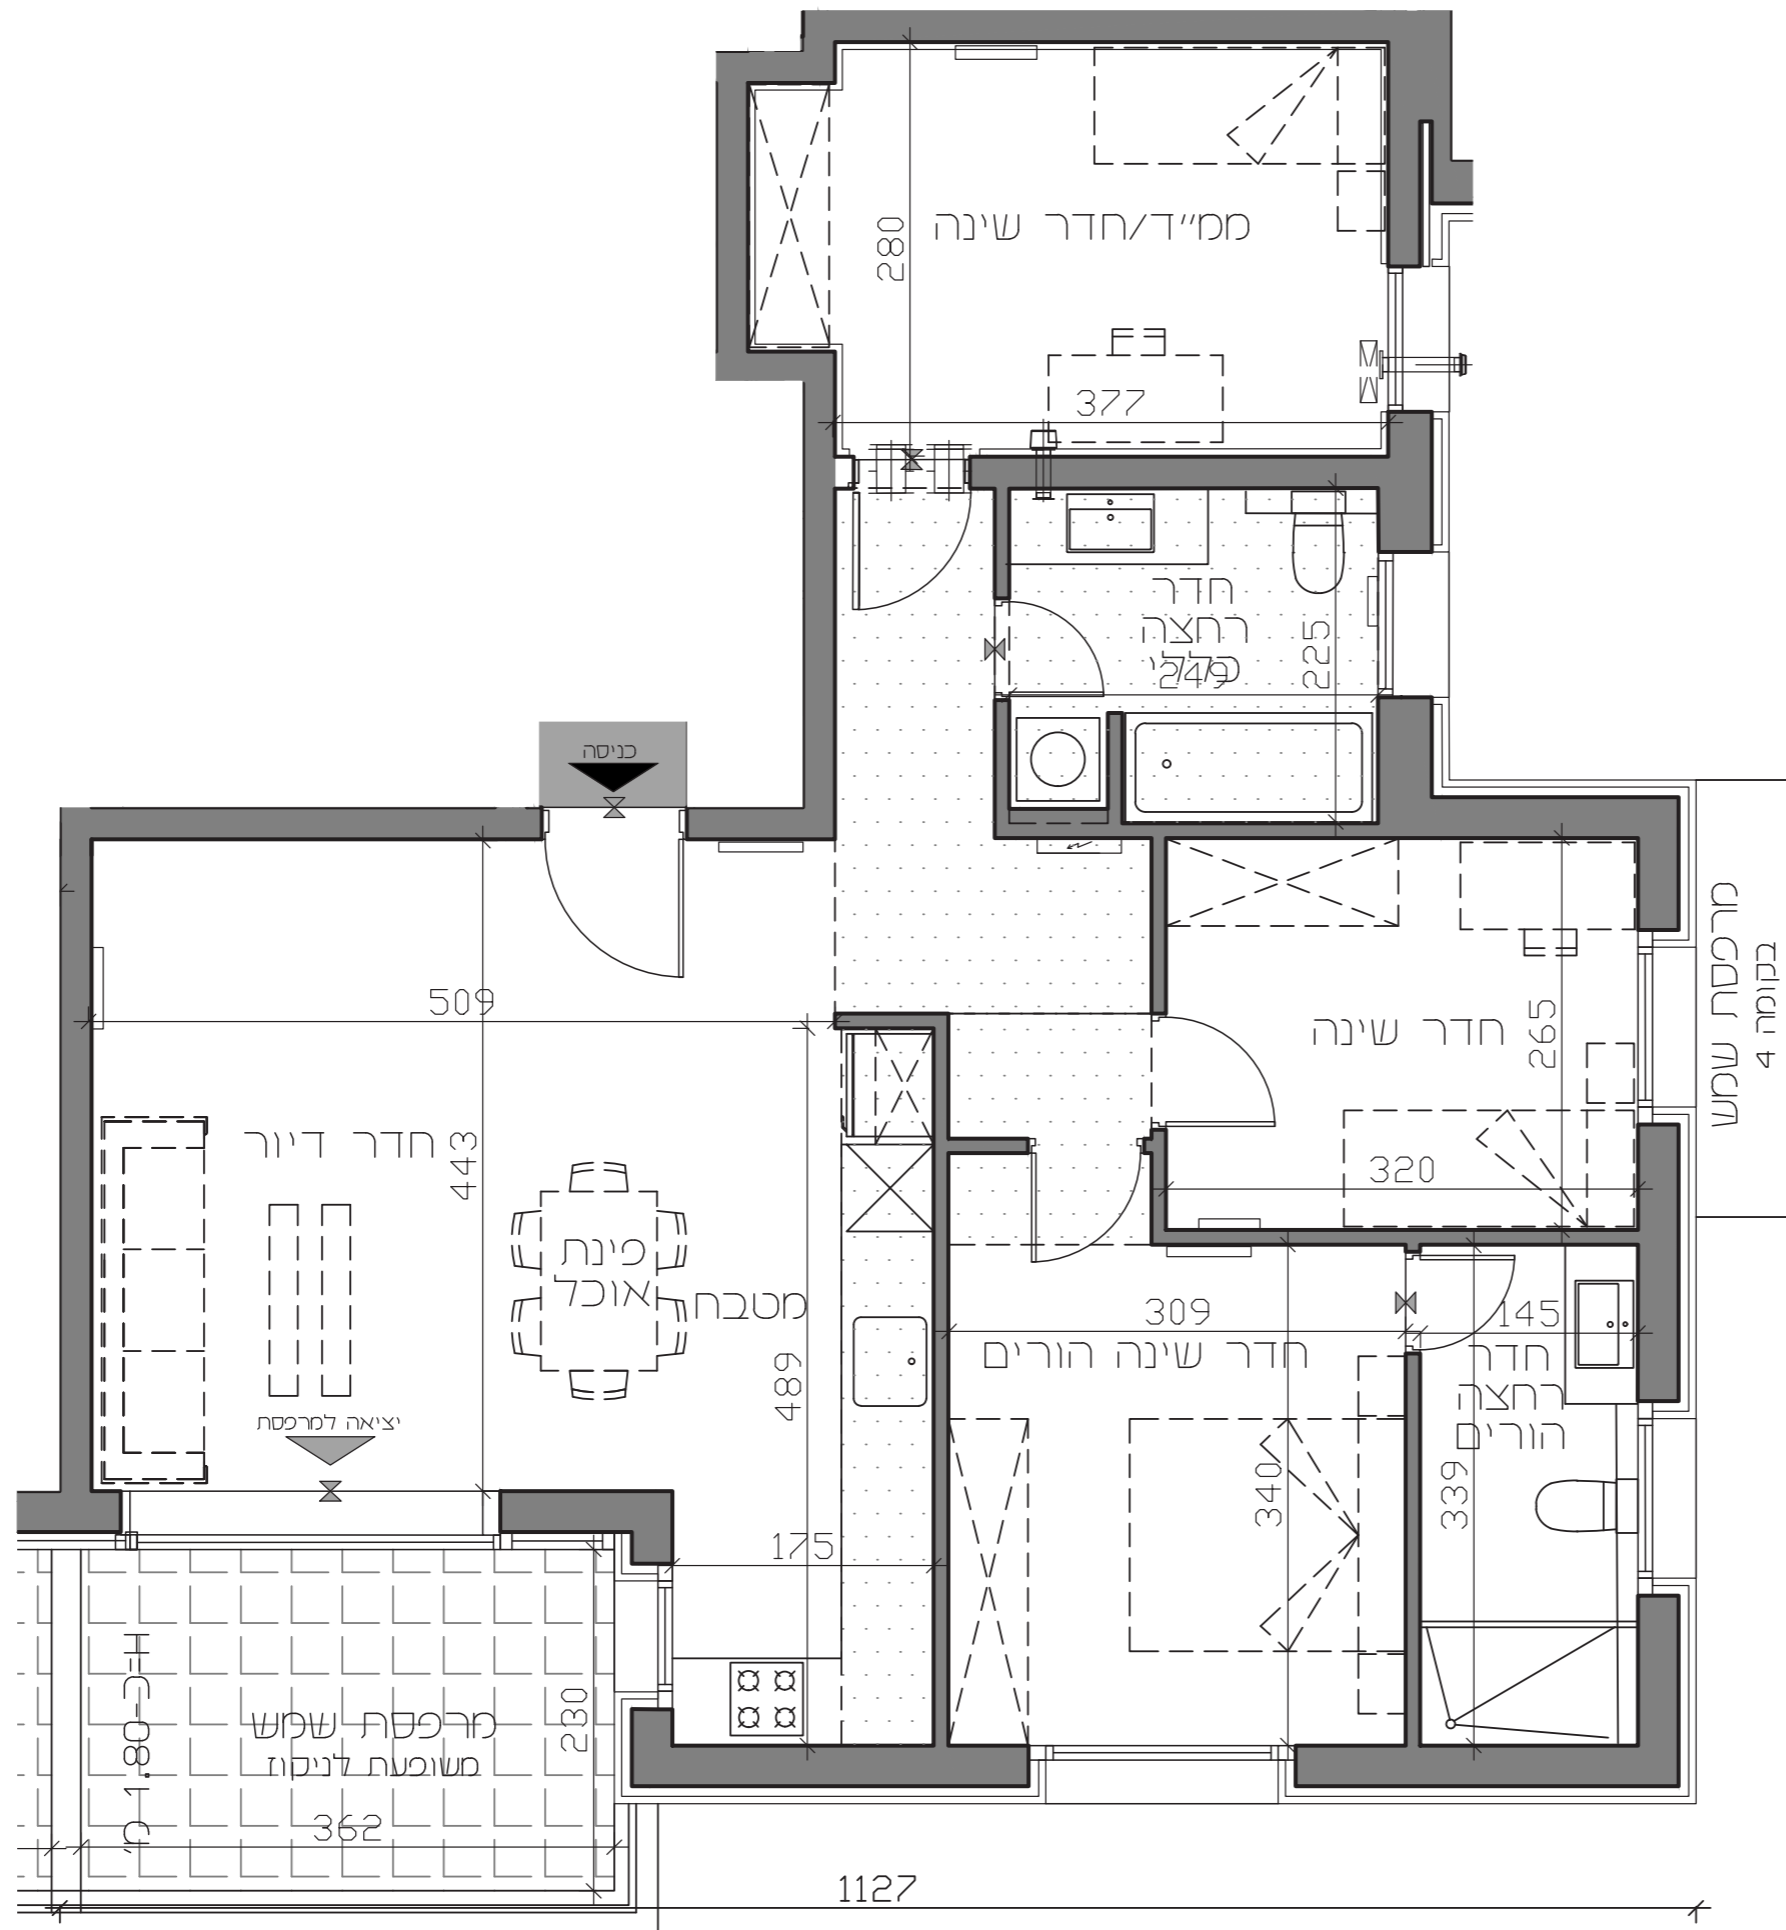 ממ״ד/חדר שינה
280
377
חדר
רחצה
כללי
249
225
כניסה
509
443
חדר דיור
פינת
אוכל
מטבח
489
175
יציאה למרפסת
חדר שינה
265
320
מרפסת שמש
בקומה 4
309
חדר שינה הורים
340
145
חדר
רחצה
הורים
339
מרפסת שמש
משופעת לניקוז
230
362
H-כ-1.80 מ'
1127